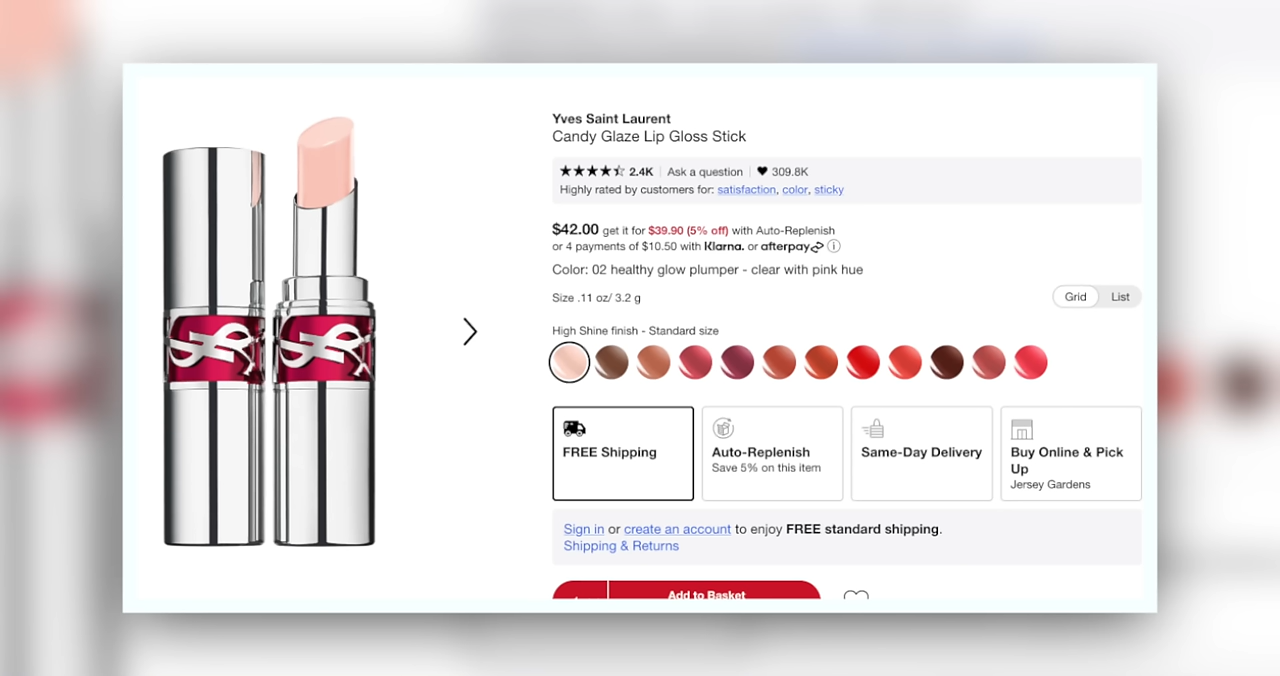 Yves Saint Laurent
Candy Glaze Lip Gloss Stick
2.4K Ask a question 309.8K
Highly rated by customers for: satisfaction, color, sticky
$42.00 get it for $39.90 (5% off) with Auto-Replenish
or 4 payments of $10.50 with Klarna. or afterpay
Color: 02 healthy glow plumper - clear with pink hue
Size .11 oz/ 3.2 g
Grid List
High Shine finish - Standard size
FREE Shipping
Auto-Replenish
Save 5% on this item
Same-Day Delivery
Buy Online & Pick
Up
Jersey Gardens
Sign in or create an account to enjoy FREE standard shipping.
Shipping & Returns
Add to Basket